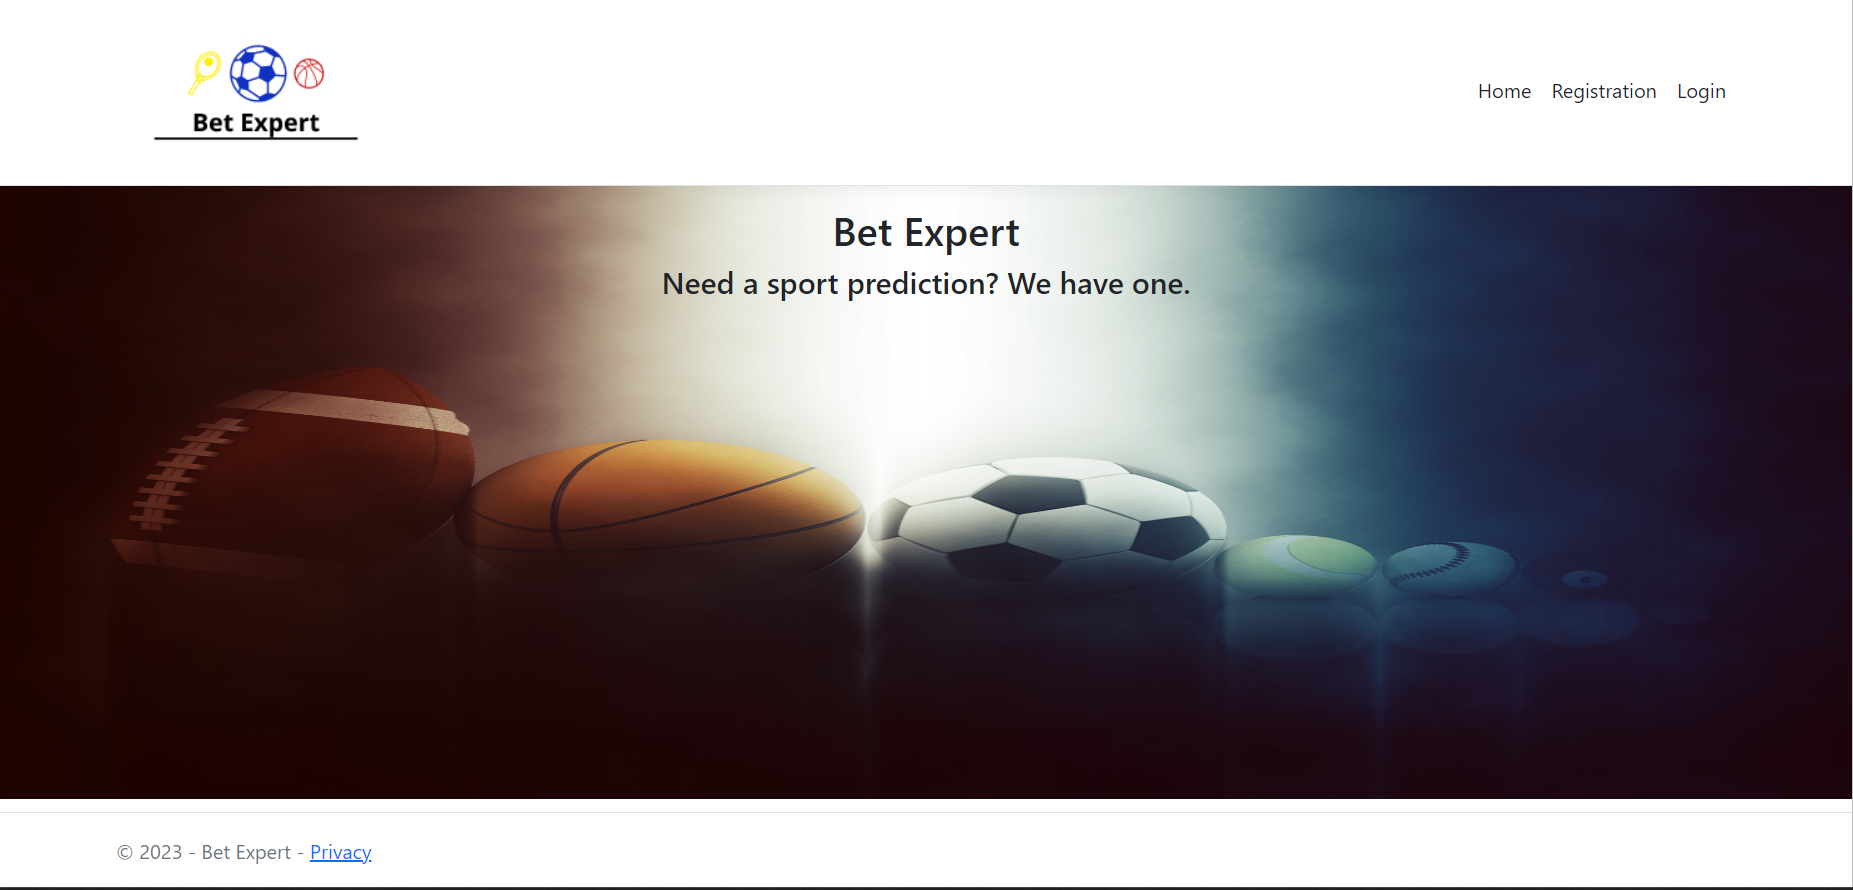 Bet Expert
Home Registration Login
Bet Expert
Need a sport prediction? We have one.
© 2023 - Bet Expert - Privacy